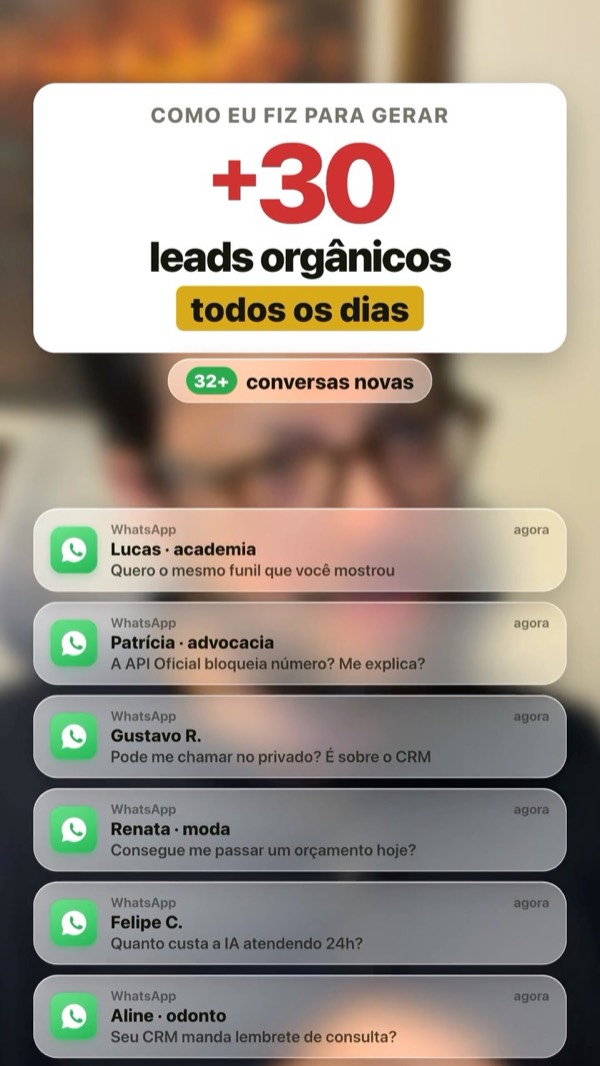 COMO EU FIZ PARA GERAR
+30
leads orgânicos
todos os dias
32+ conversas novas
WhatsApp agora
Lucas · academia
Quero o mesmo funil que você mostrou
WhatsApp agora
Patrícia · advocacia
A API Oficial bloqueia número? Me explica?
WhatsApp agora
Gustavo R.
Pode me chamar no privado? É sobre o CRM
WhatsApp agora
Renata · moda
Consegue me passar um orçamento hoje?
WhatsApp agora
Felipe C.
Quanto custa a IA atendendo 24h?
WhatsApp agora
Aline · odonto
Seu CRM manda lembrete de consulta?